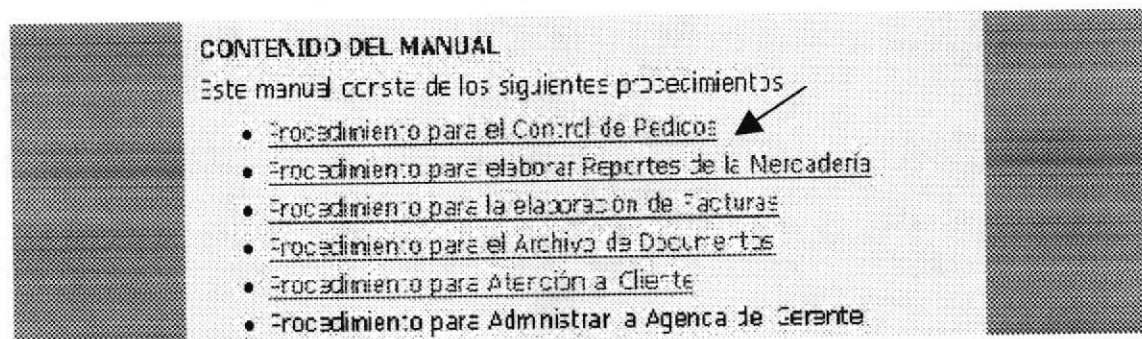 CONTENIDO DEL MANUAL
Este manual consta de los siguientes procedimientos
• Procedimiento para el Control de Pedidos
• Procedimiento para elaborar Reportes de la Mercadería
• Procedimiento para la elaboración de Facturas
• Procedimiento para el Archivo de Documentos
• Procedimiento para Atención a Cliente
• Procedimiento para Administrar la Agenda de Gerente